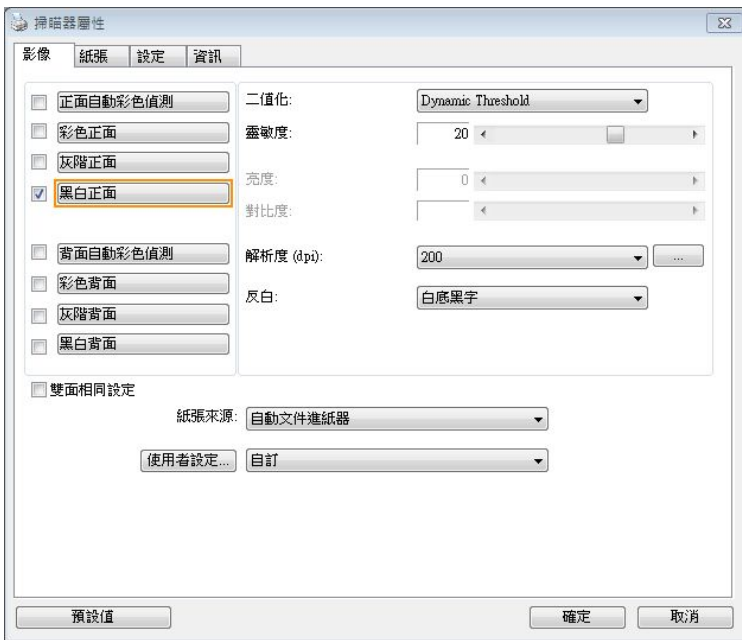 掃瞄器屬性
影像 紙張 設定 資訊
正面自動彩色偵測
彩色正面
灰階正面
黑白正面
背面自動彩色偵測
彩色背面
灰階背面
黑白背面
二值化: Dynamic Threshold
靈敏度: 20
亮度: 0
對比度:
解析度 (dpi): 200 ...
反白: 白底黑字
雙面相同設定
紙張來源: 自動文件進紙器
使用者設定... 自訂
預設值 確定 取消